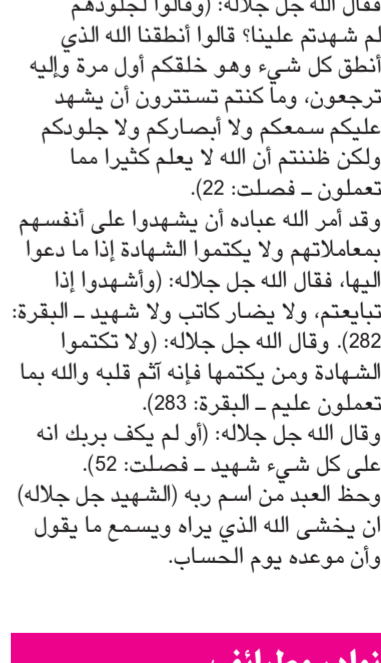 فقال الله جل جلاله: (وقالوا لجلودهم
لم شهدتم علينا؟ قالوا أنطقنا الله الذي
أنطق كل شيء وهو خلقكم أول مرة وإليه
ترجعون، وما كنتم تستترون أن يشهد
عليكم سمعكم ولا أبصاركم ولا جلودكم
ولكن ظننتم أن الله لا يعلم كثيرا مما
تعملون ــ فصلت: 22).
وقد أمر الله عباده أن يشهدوا على أنفسهم
بمعاملاتهم ولا يكتموا الشهادة إذا ما دعوا
اليها، فقال الله جل جلاله: (وأشهدوا إذا
تبايعتم، ولا يضار كاتب ولا شهيد ــ البقرة:
282). وقال الله جل جلاله: (ولا تكتموا
الشهادة ومن يكتمها فإنه آثم قلبه والله بما
تعملون عليم ــ البقرة: 283).
وقال الله جل جلاله: (أو لم يكف بربك انه
على كل شيء شهيد ــ فصلت: 52).
وحظ العبد من اسم ربه (الشهيد جل جلاله)
ان يخشى الله الذي يراه ويسمع ما يقول
وأن موعده يوم الحساب.